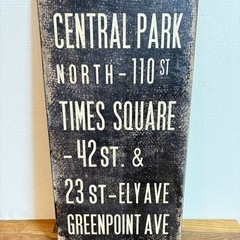 CENTRAL PARK
NORTH-110 ST
TIMES SQUARE
-42 ST. &
23 ST-ELY AVE
GREENPOINT AVE